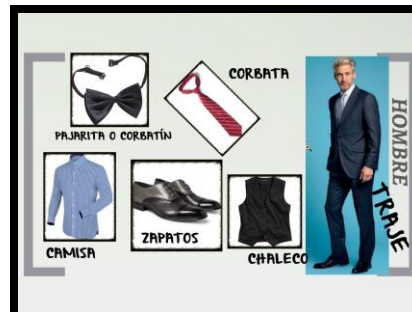 CORBATA
PAJARITA O CORBATÍN
HOMBRE
CAMISA
ZAPATOS
CHALECO
TRAJE